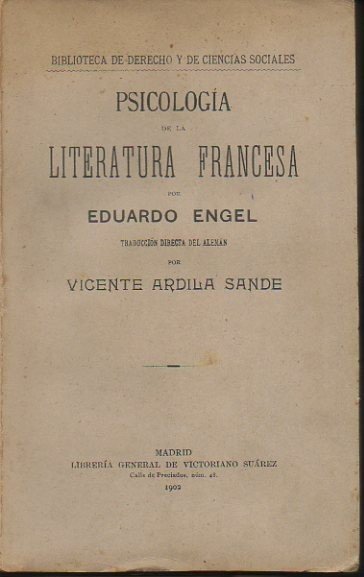 BIBLIOTECA DE DERECHO Y DE CIENCIAS SOCIALES
PSICOLOGÍA
DE LA
LITERATURA FRANCESA
POR
EDUARDO ENGEL
TRADUCCIÓN DIRECTA DEL ALEMÁN
POR
VICENTE ARDILA SANDE
MADRID
LIBRERÍA GENERAL DE VICTORIANO SUÁREZ
Calle de Preciados, núm. 48.
1902